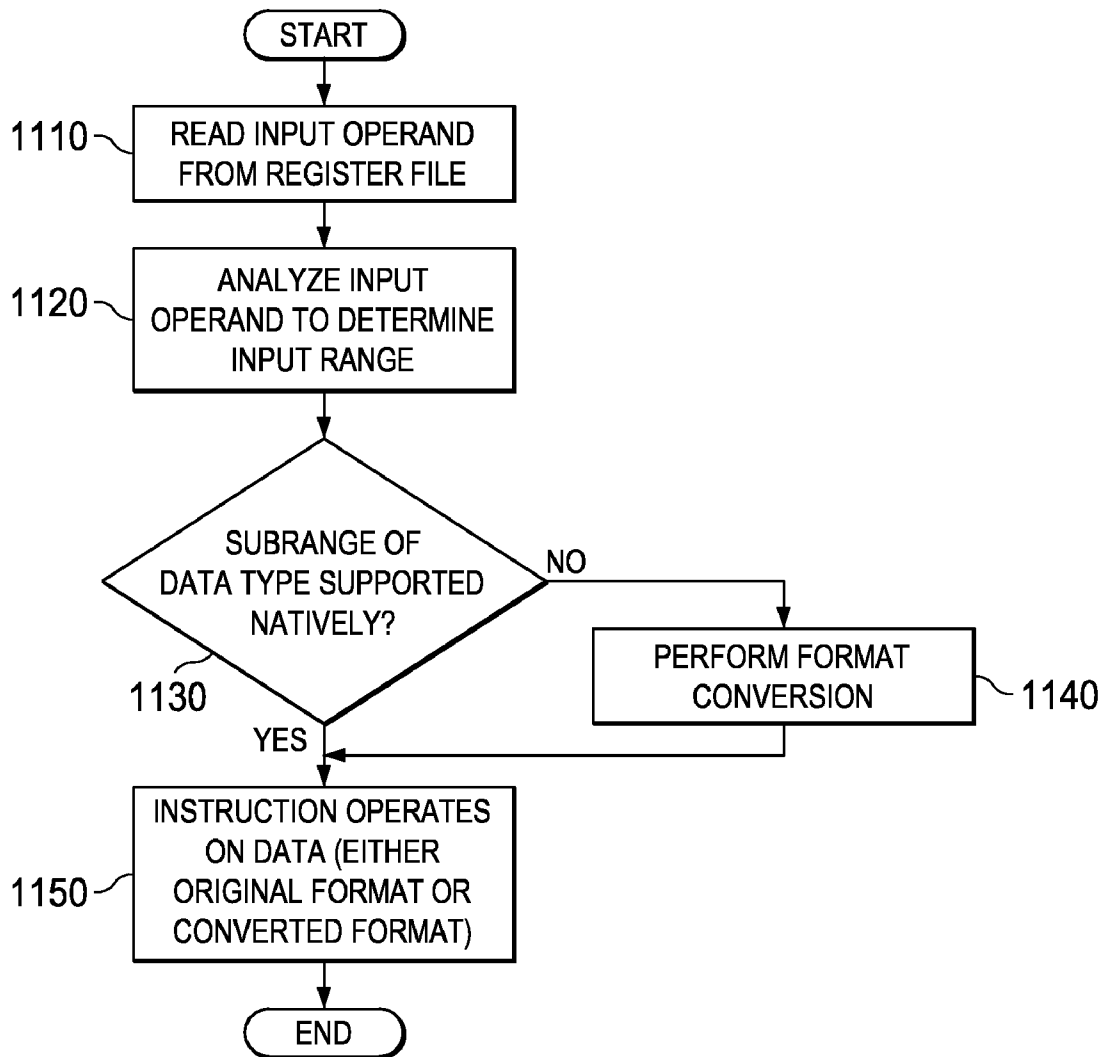 START
1110
READ INPUT OPERAND
FROM REGISTER FILE
1120
ANALYZE INPUT
OPERAND TO DETERMINE
INPUT RANGE
SUBRANGE OF
DATA TYPE SUPPORTED
NATIVELY?
NO
1130
YES
PERFORM FORMAT
CONVERSION
1140
1150
INSTRUCTION OPERATES
ON DATA (EITHER
ORIGINAL FORMAT OR
CONVERTED FORMAT)
END